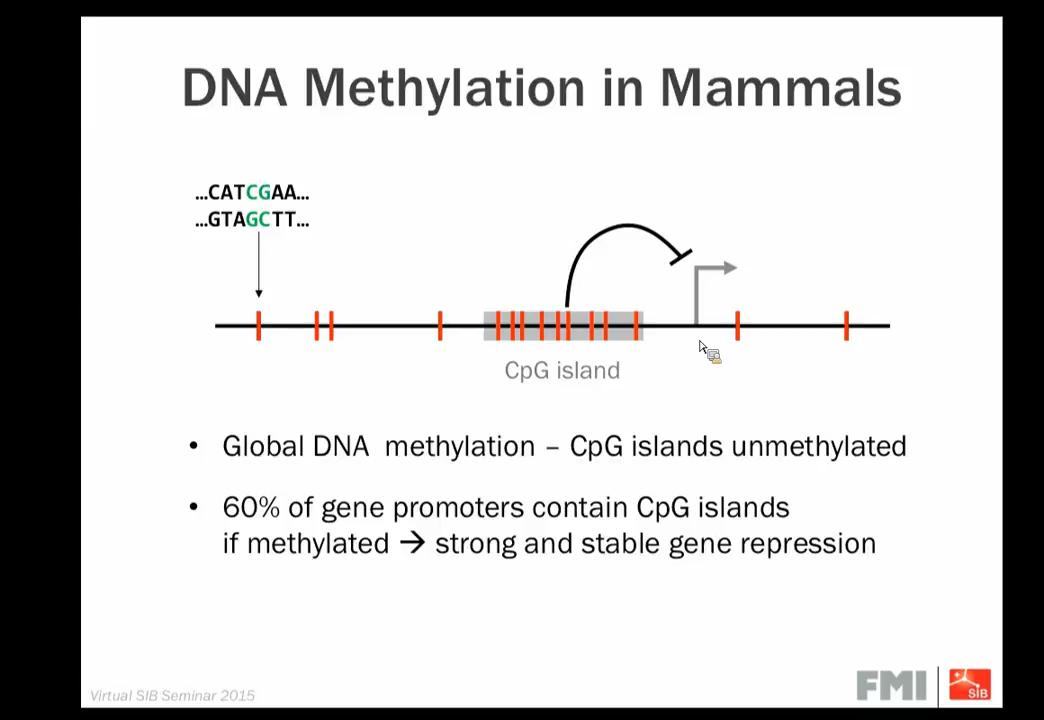 DNA Methylation in Mammals
...CATCGAA...
...GTAGCTT...
CpG island
• Global DNA methylation – CpG islands unmethylated
• 60% of gene promoters contain CpG islands
if methylated → strong and stable gene repression
Virtual SIB Seminar 2015
FMI
SIB